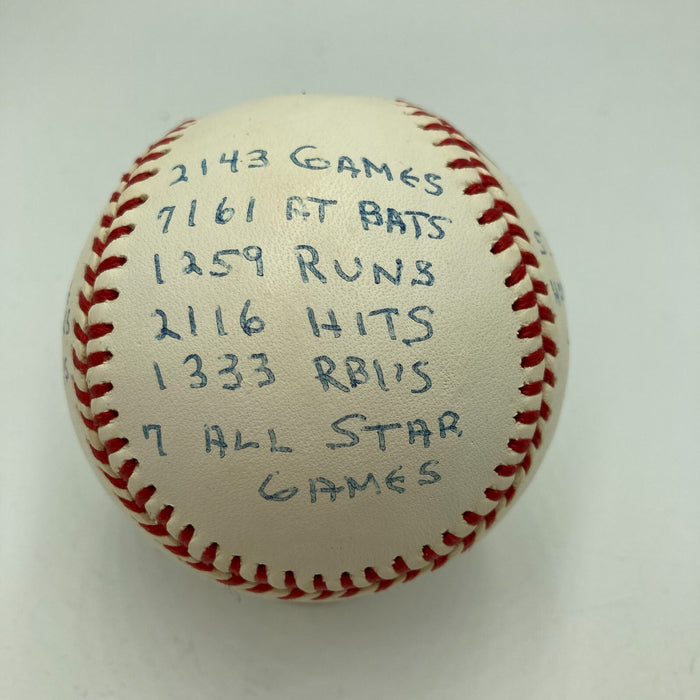 2143 GAMES
7161 AT BATS
1259 RUNS
2116 HITS
1333 RBI'S
7 ALL STAR
GAMES